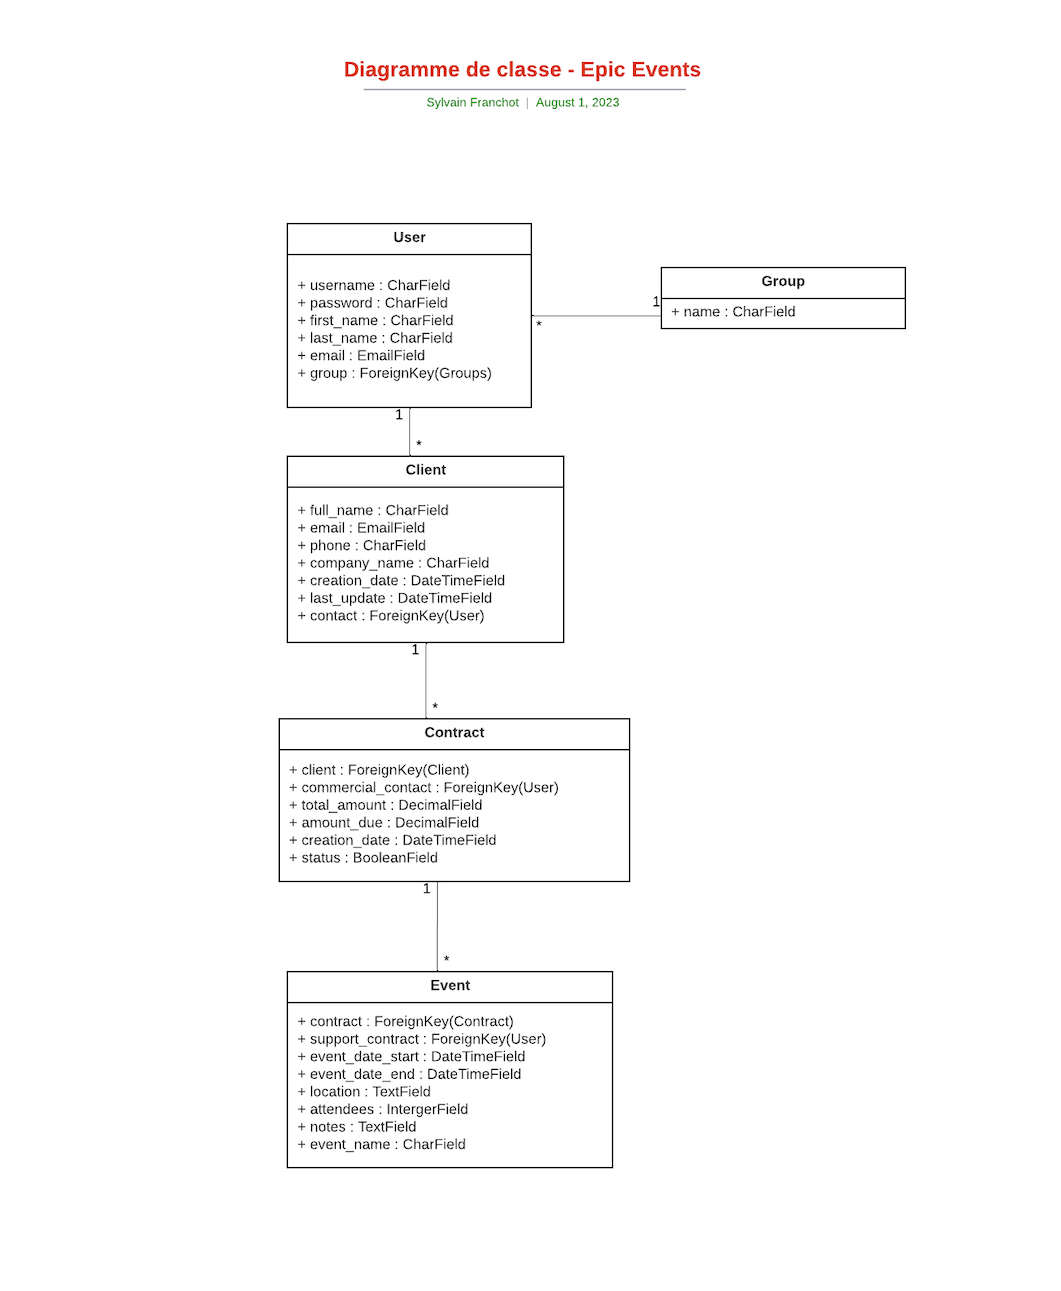 Diagramme de classe - Epic Events
Sylvain Franchot | August 1, 2023
User
+ username : CharField
+ password : CharField
+ first_name : CharField
+ last_name : CharField
+ email : EmailField
+ group : ForeignKey(Groups)
Group
+ name : CharField
1
*
1
*
Client
+ full_name : CharField
+ email : EmailField
+ phone : CharField
+ company_name : CharField
+ creation_date : DateTimeField
+ last_update : DateTimeField
+ contact : ForeignKey(User)
1
*
Contract
+ client : ForeignKey(Client)
+ commercial_contact : ForeignKey(User)
+ total_amount : DecimalField
+ amount_due : DecimalField
+ creation_date : DateTimeField
+ status : BooleanField
1
*
Event
+ contract : ForeignKey(Contract)
+ support_contract : ForeignKey(User)
+ event_date_start : DateTimeField
+ event_date_end : DateTimeField
+ location : TextField
+ attendees : IntergerField
+ notes : TextField
+ event_name : CharField